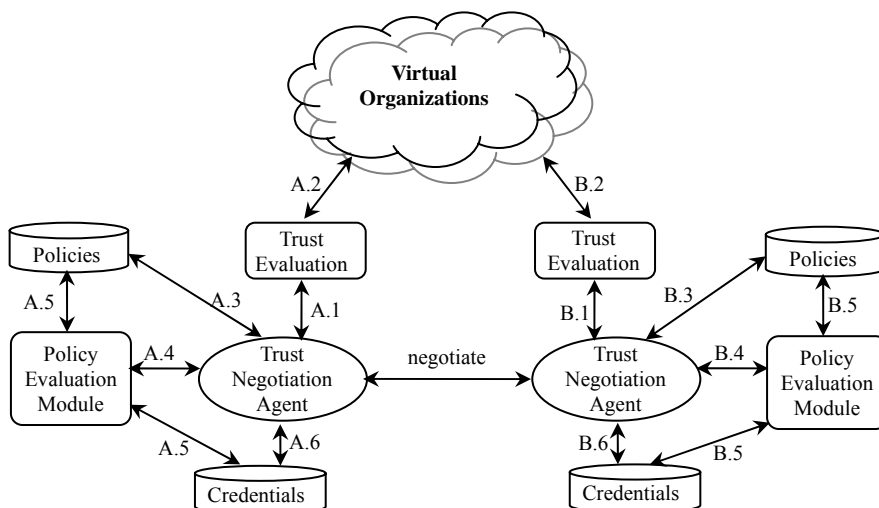 Virtual
Organizations
A.2
B.2
Trust
Evaluation
Trust
Evaluation
Policies
Policies
A.5
A.3
A.1
B.1
B.3
B.5
Policy
Evaluation
Module
A.4
Trust
Negotiation
Agent
negotiate
Trust
Negotiation
Agent
B.4
Policy
Evaluation
Module
A.5
A.6
B.6
B.5
Credentials
Credentials